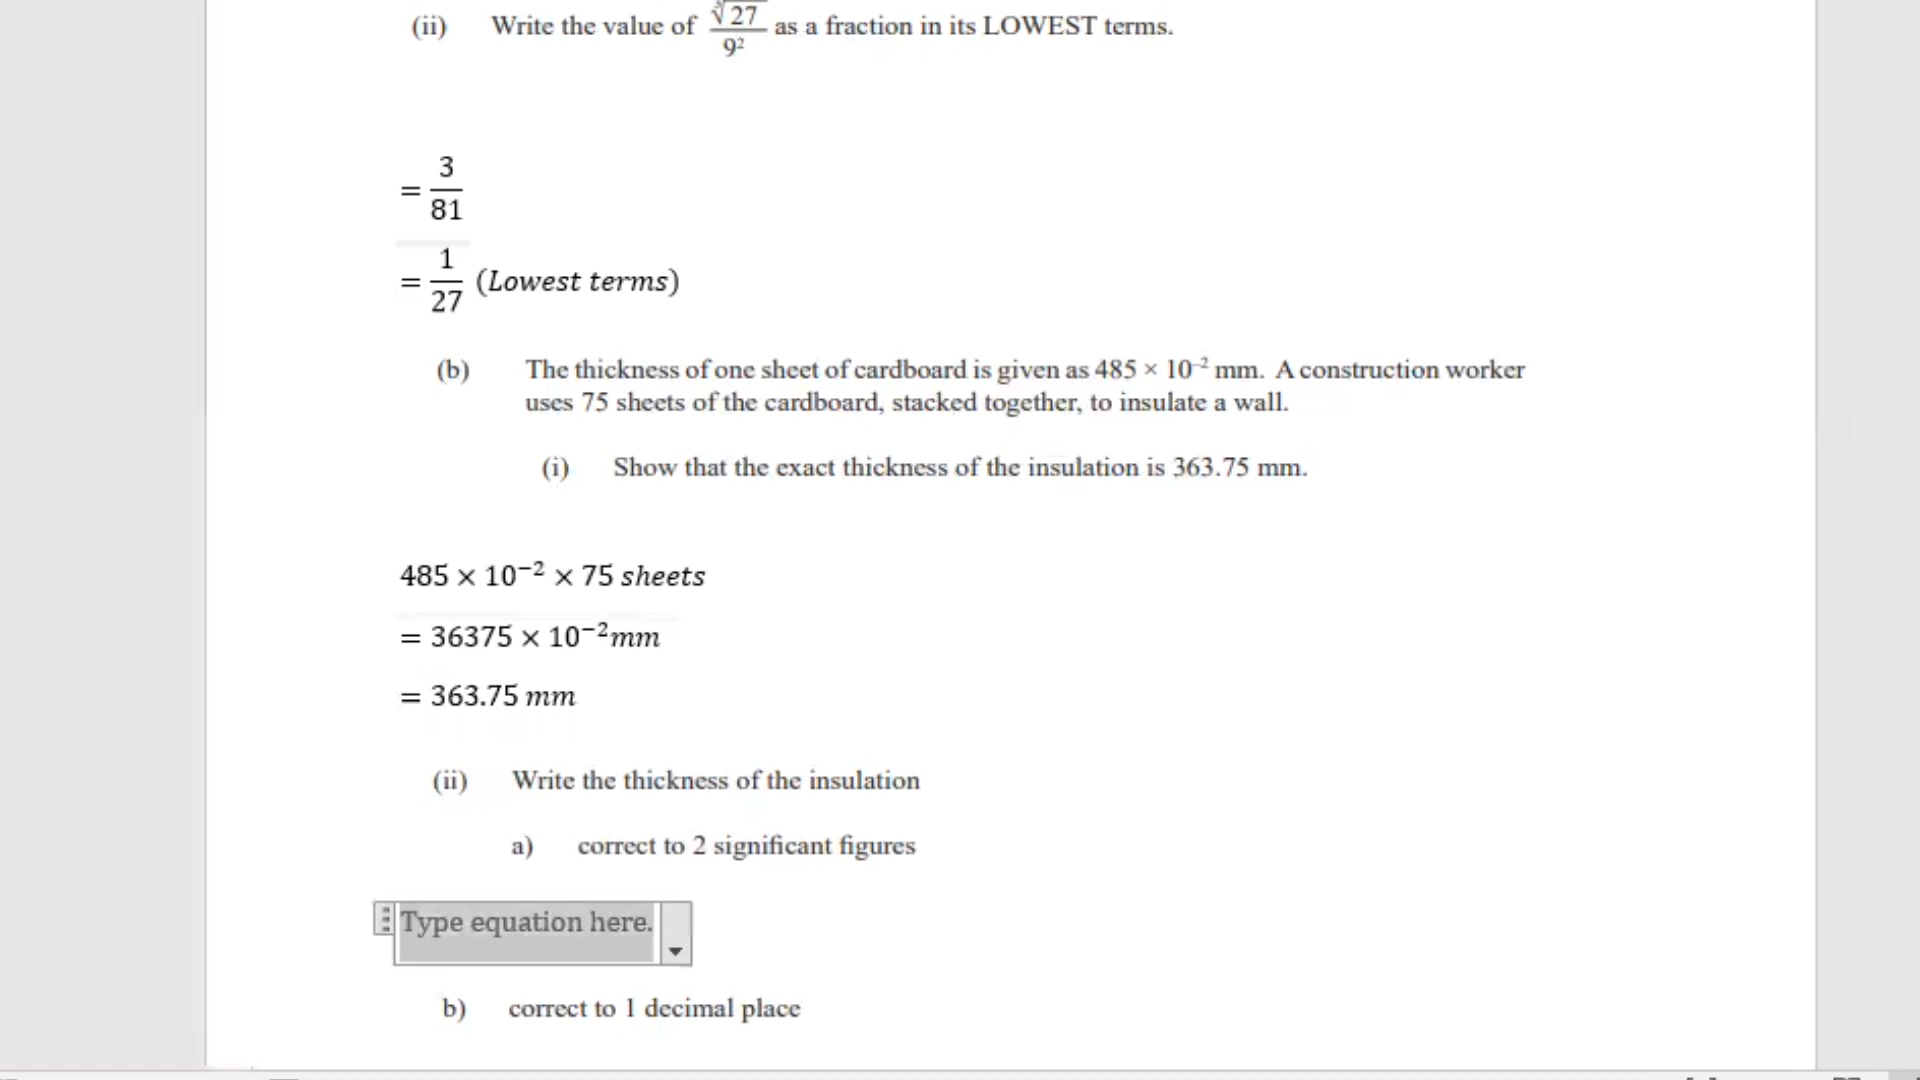 (ii) Write the value of ∛27/9² as a fraction in its LOWEST terms.
= 3/81
= 1/27 (Lowest terms)
(b) The thickness of one sheet of cardboard is given as 485 × 10⁻² mm. A construction worker
uses 75 sheets of the cardboard, stacked together, to insulate a wall.
(i) Show that the exact thickness of the insulation is 363.75 mm.
485 × 10⁻² × 75 sheets
= 36375 × 10⁻²mm
= 363.75 mm
(ii) Write the thickness of the insulation
a) correct to 2 significant figures
Type equation here.
b) correct to 1 decimal place